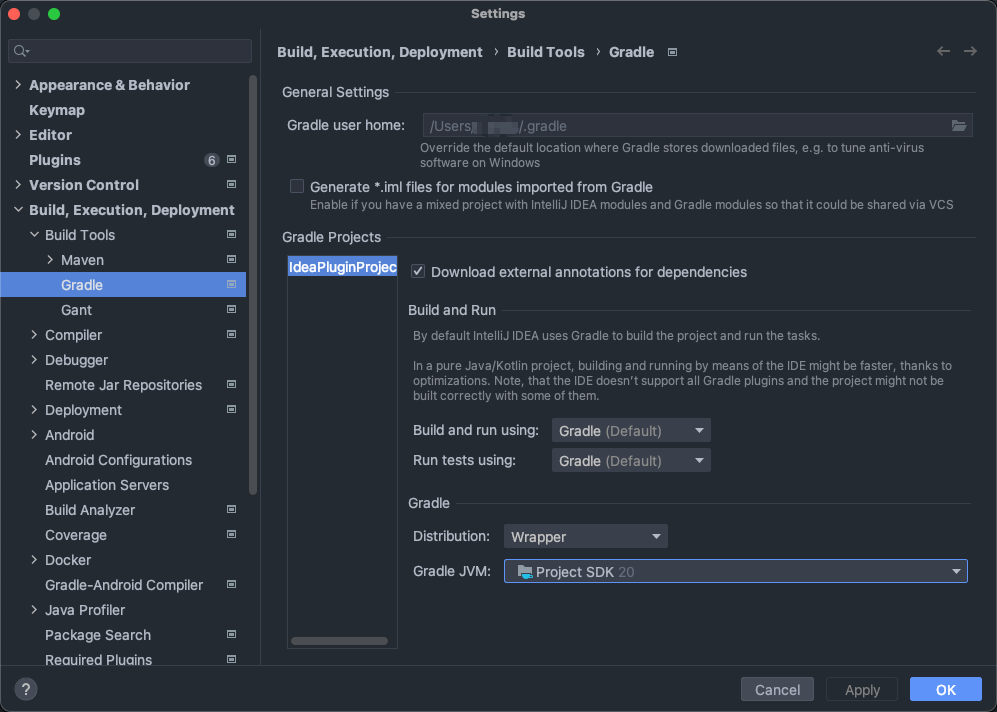 Settings
Build, Execution, Deployment › Build Tools › Gradle
Appearance & Behavior
Keymap
Editor
Plugins 6
Version Control
Build, Execution, Deployment
Build Tools
Maven
Gradle
Gant
Compiler
Debugger
Remote Jar Repositories
Deployment
Android
Android Configurations
Application Servers
Build Analyzer
Coverage
Docker
Gradle-Android Compiler
Java Profiler
Package Search
Required Plugins
General Settings
Gradle user home: /Users /.gradle
Override the default location where Gradle stores downloaded files, e.g. to tune anti-virus
software on Windows
Generate *.iml files for modules imported from Gradle
Enable if you have a mixed project with IntelliJ IDEA modules and Gradle modules so that it could be shared via VCS
Gradle Projects
IdeaPluginProjec
Download external annotations for dependencies
Build and Run
By default IntelliJ IDEA uses Gradle to build the project and run the tasks.
In a pure Java/Kotlin project, building and running by means of the IDE might be faster, thanks to
optimizations. Note, that the IDE doesn't support all Gradle plugins and the project might not be
built correctly with some of them.
Build and run using: Gradle (Default)
Run tests using: Gradle (Default)
Gradle
Distribution: Wrapper
Gradle JVM: Project SDK 20
? Cancel Apply OK